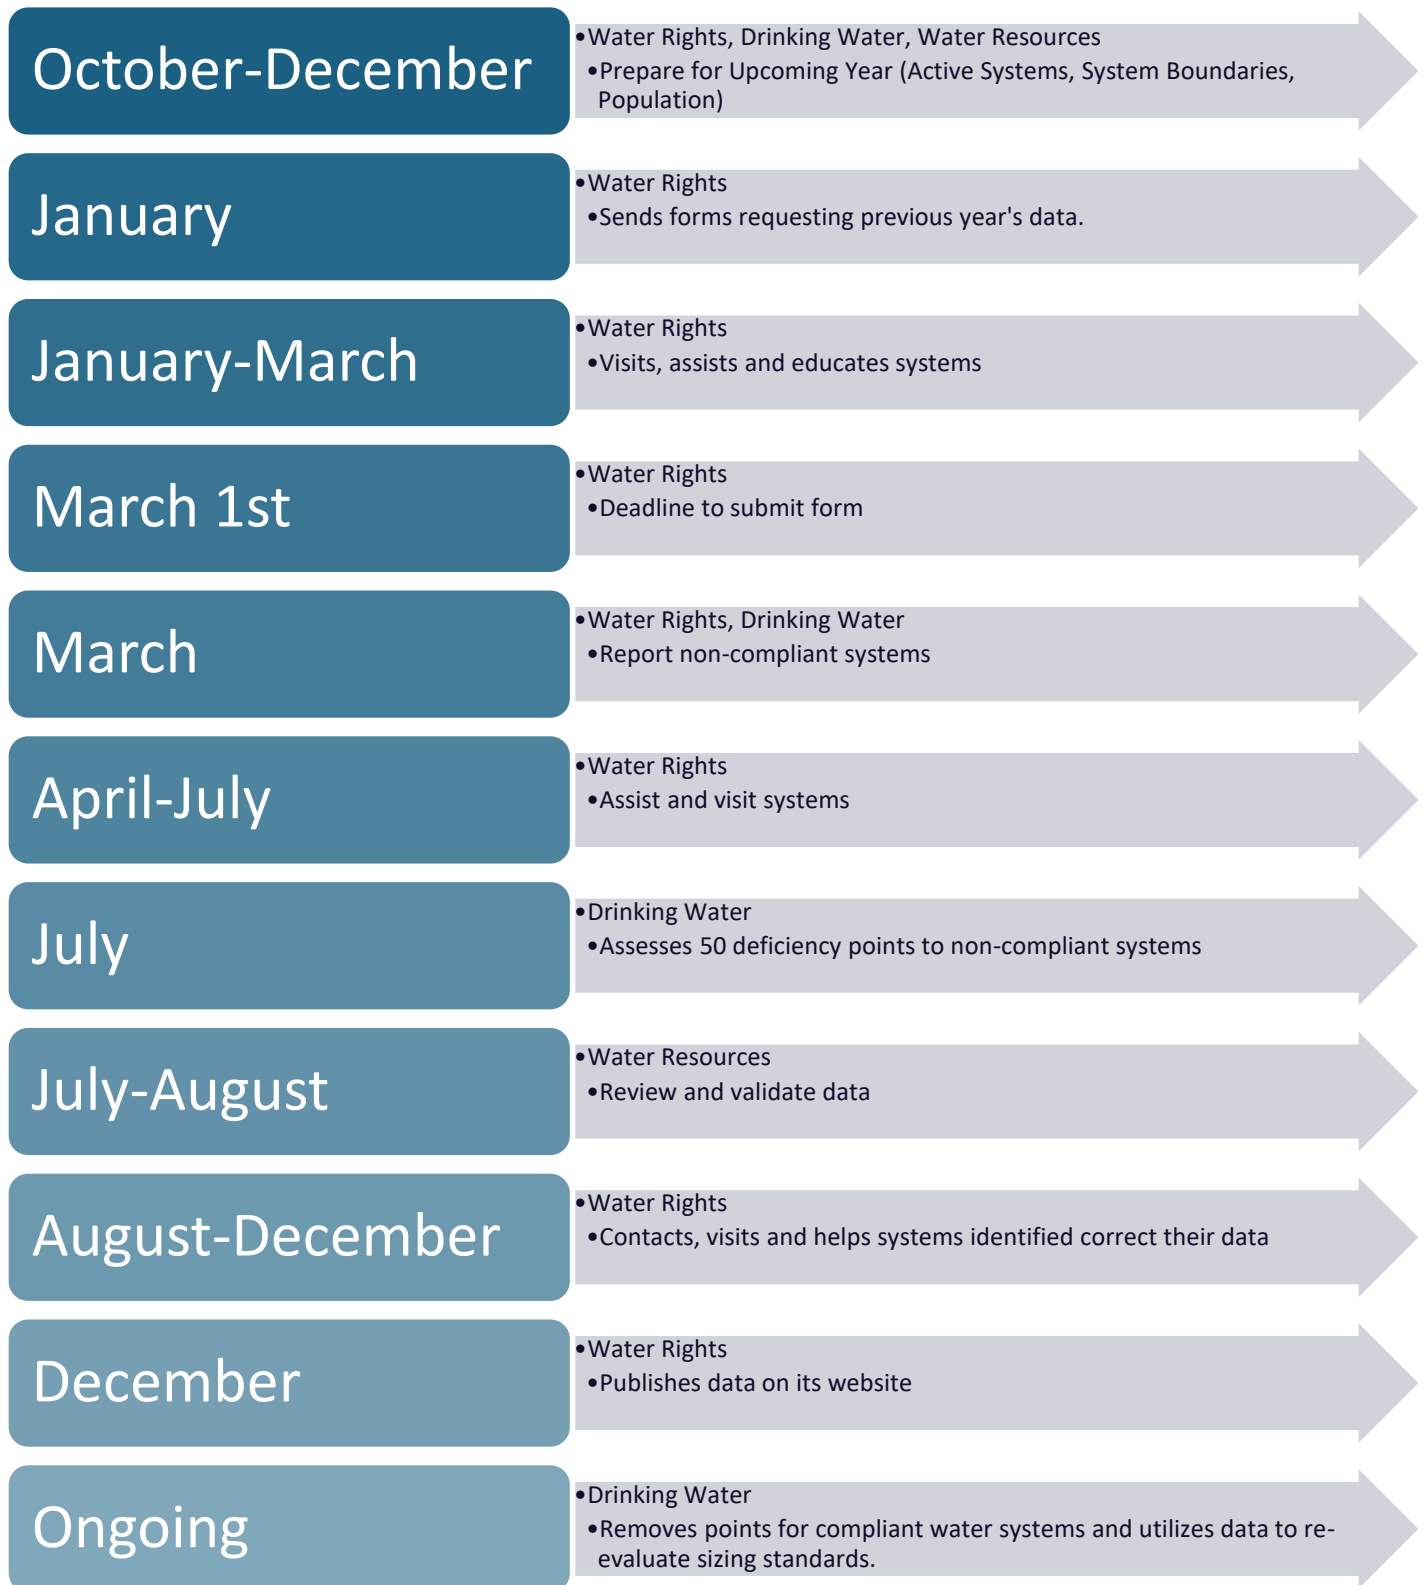 October-December
•Water Rights, Drinking Water, Water Resources
•Prepare for Upcoming Year (Active Systems, System Boundaries,
Population)
January
•Water Rights
•Sends forms requesting previous year's data.
January-March
•Water Rights
•Visits, assists and educates systems
March 1st
•Water Rights
•Deadline to submit form
March
•Water Rights, Drinking Water
•Report non-compliant systems
April-July
•Water Rights
•Assist and visit systems
July
•Drinking Water
•Assesses 50 deficiency points to non-compliant systems
July-August
•Water Resources
•Review and validate data
August-December
•Water Rights
•Contacts, visits and helps systems identified correct their data
December
•Water Rights
•Publishes data on its website
Ongoing
•Drinking Water
•Removes points for compliant water systems and utilizes data to re-
evaluate sizing standards.